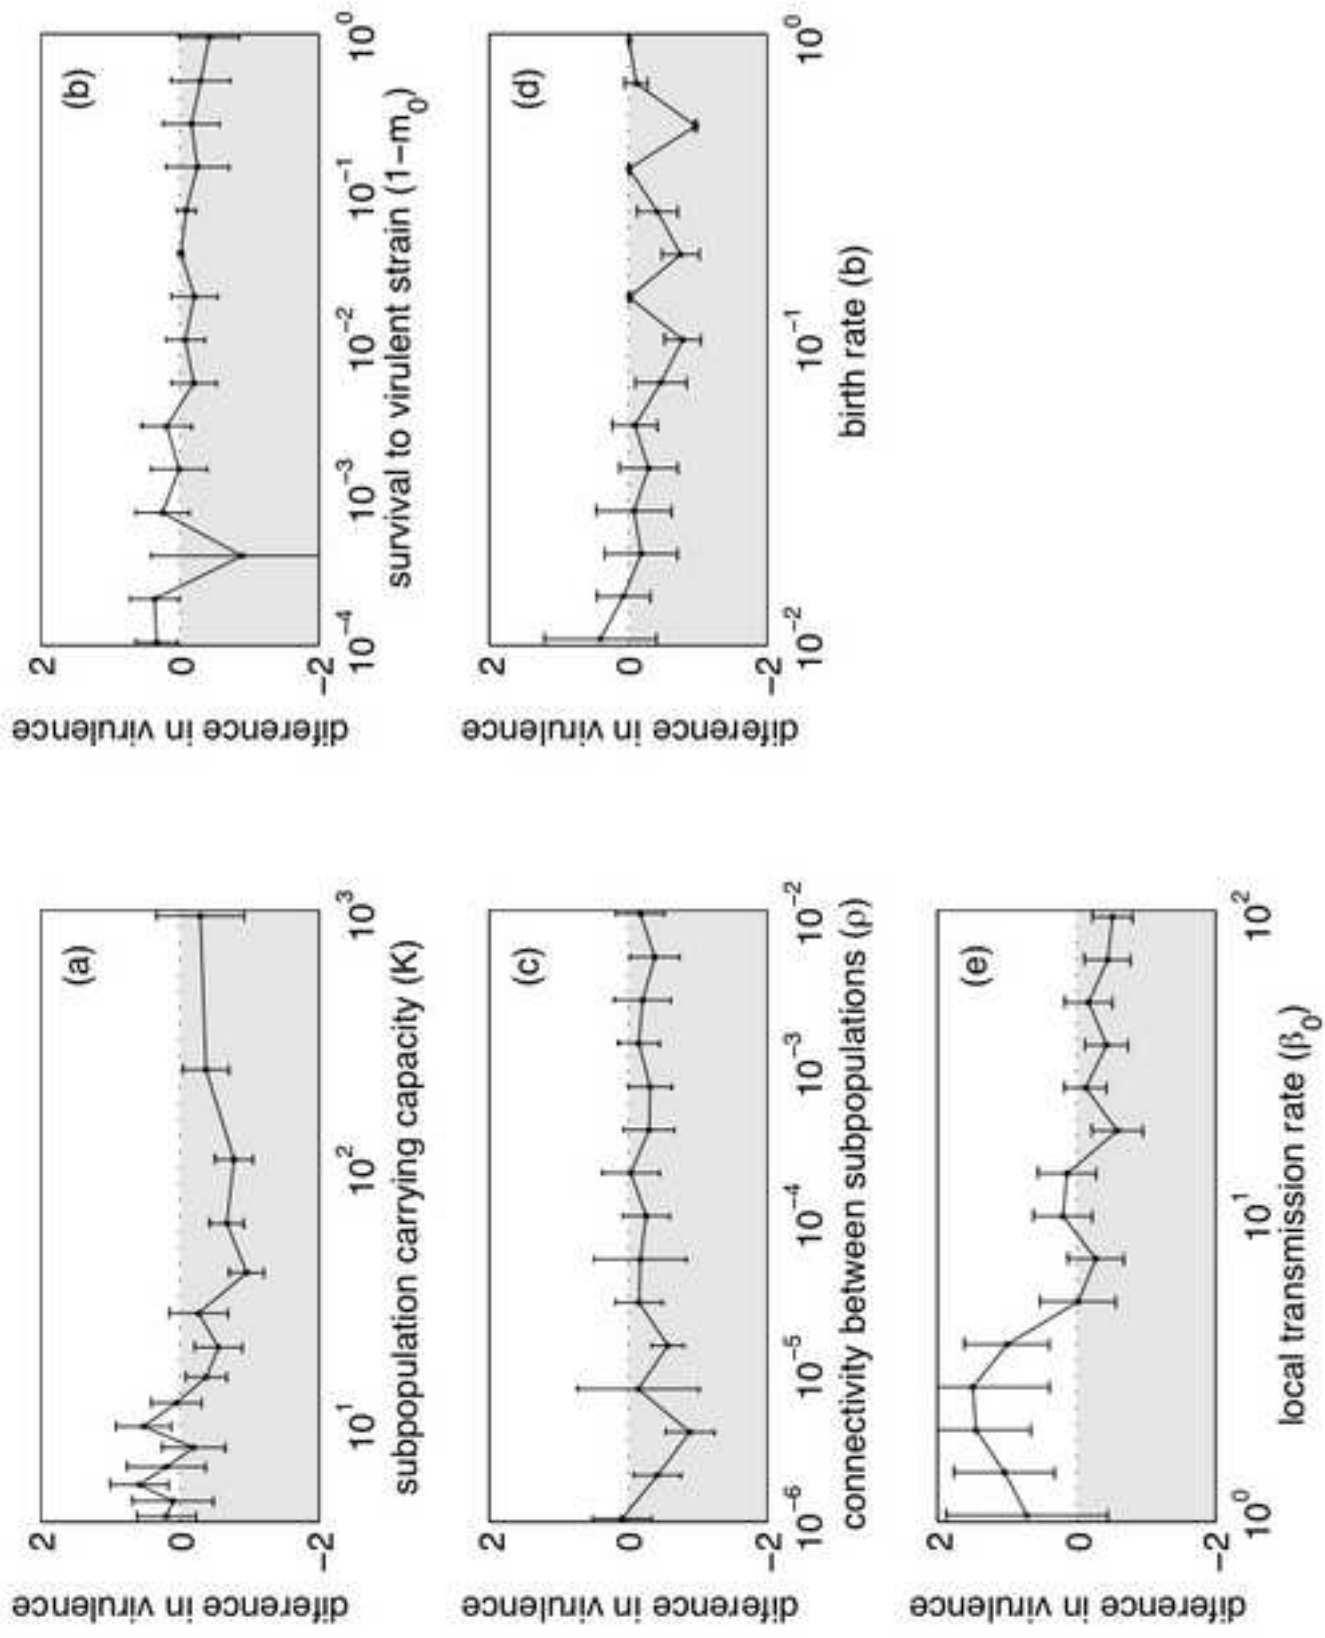 (a)
2
0
−2
difference in virulence
10^1
10^2
10^3
subpopulation carrying capacity (K)
(b)
2
0
−2
diference in virulence
10^−4
10^−3
10^−2
10^−1
10^0
survival to virulent strain (1−m_0)
(c)
2
0
−2
diference in virulence
10^−6
10^−5
10^−4
10^−3
10^−2
connectivity between subpopulations (ρ)
(d)
2
0
−2
diference in virulence
10^−2
10^−1
10^0
birth rate (b)
(e)
2
0
−2
diference in virulence
10^0
10^1
10^2
local transmission rate (β_0)